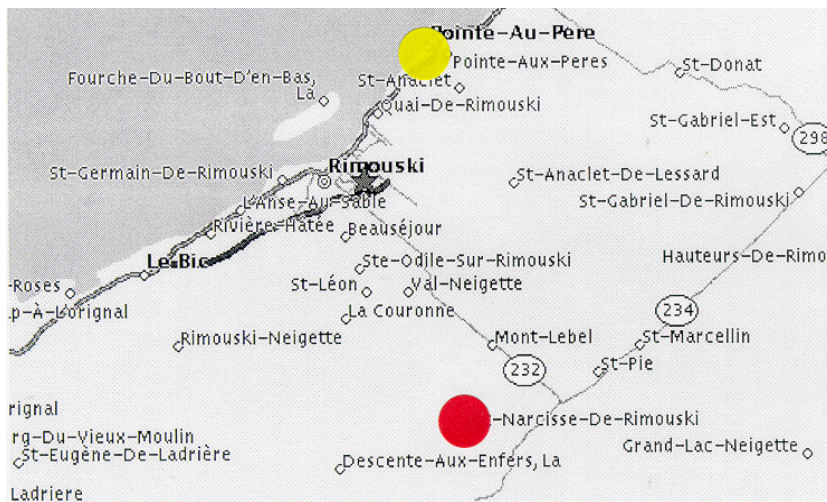 Pointe-Au-Pere
Pointe-Aux-Peres
St-Donat
Fourche-Du-Bout-D'en-Bas,
La
St-Anaclet
Quai-De-Rimouski
St-Gabriel-Est
298
St-Germain-De-Rimouski
Rimouski
St-Anaclet-De-Lessard
St-Gabriel-De-Rimouski
L'Anse-Au-Sable
Rivière-Hatée
Beauséjour
Le-Bic
Ste-Odile-Sur-Rimouski
Hauteurs-De-Rimo
-Roses
St-Léon
Val-Neigette
ap-À-L'orignal
La Couronne
234
Rimouski-Neigette
Mont-Lebel
St-Marcellin
232
St-Pie
rignal
-Narcisse-De-Rimouski
rg-Du-Vieux-Moulin
St-Eugène-De-Ladrière
Grand-Lac-Neigette
Descente-Aux-Enfers, La
Ladriere